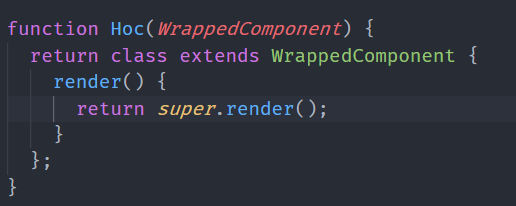 function Hoc(WrappedComponent) {
  return class extends WrappedComponent {
    render() {
      return super.render();
    }
  };
}